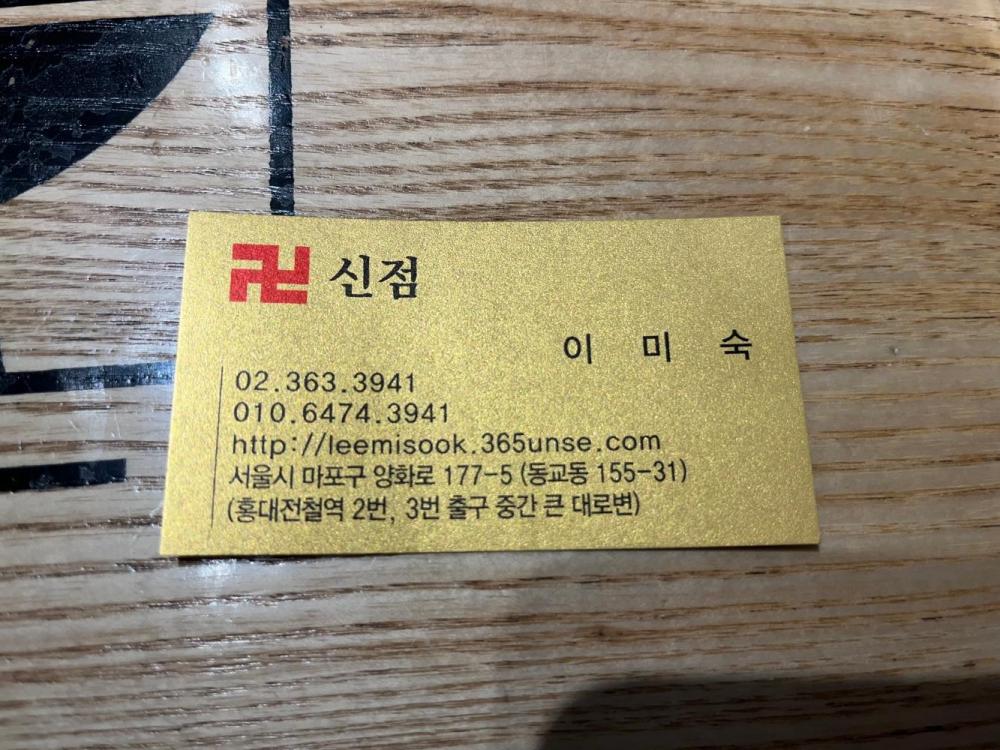 卍 신점
이 미 숙
02.363.3941
010.6474.3941
http://leemisook.365unse.com
서울시 마포구 양화로 177-5 (동교동 155-31)
(홍대전철역 2번, 3번 출구 중간 큰 대로변)